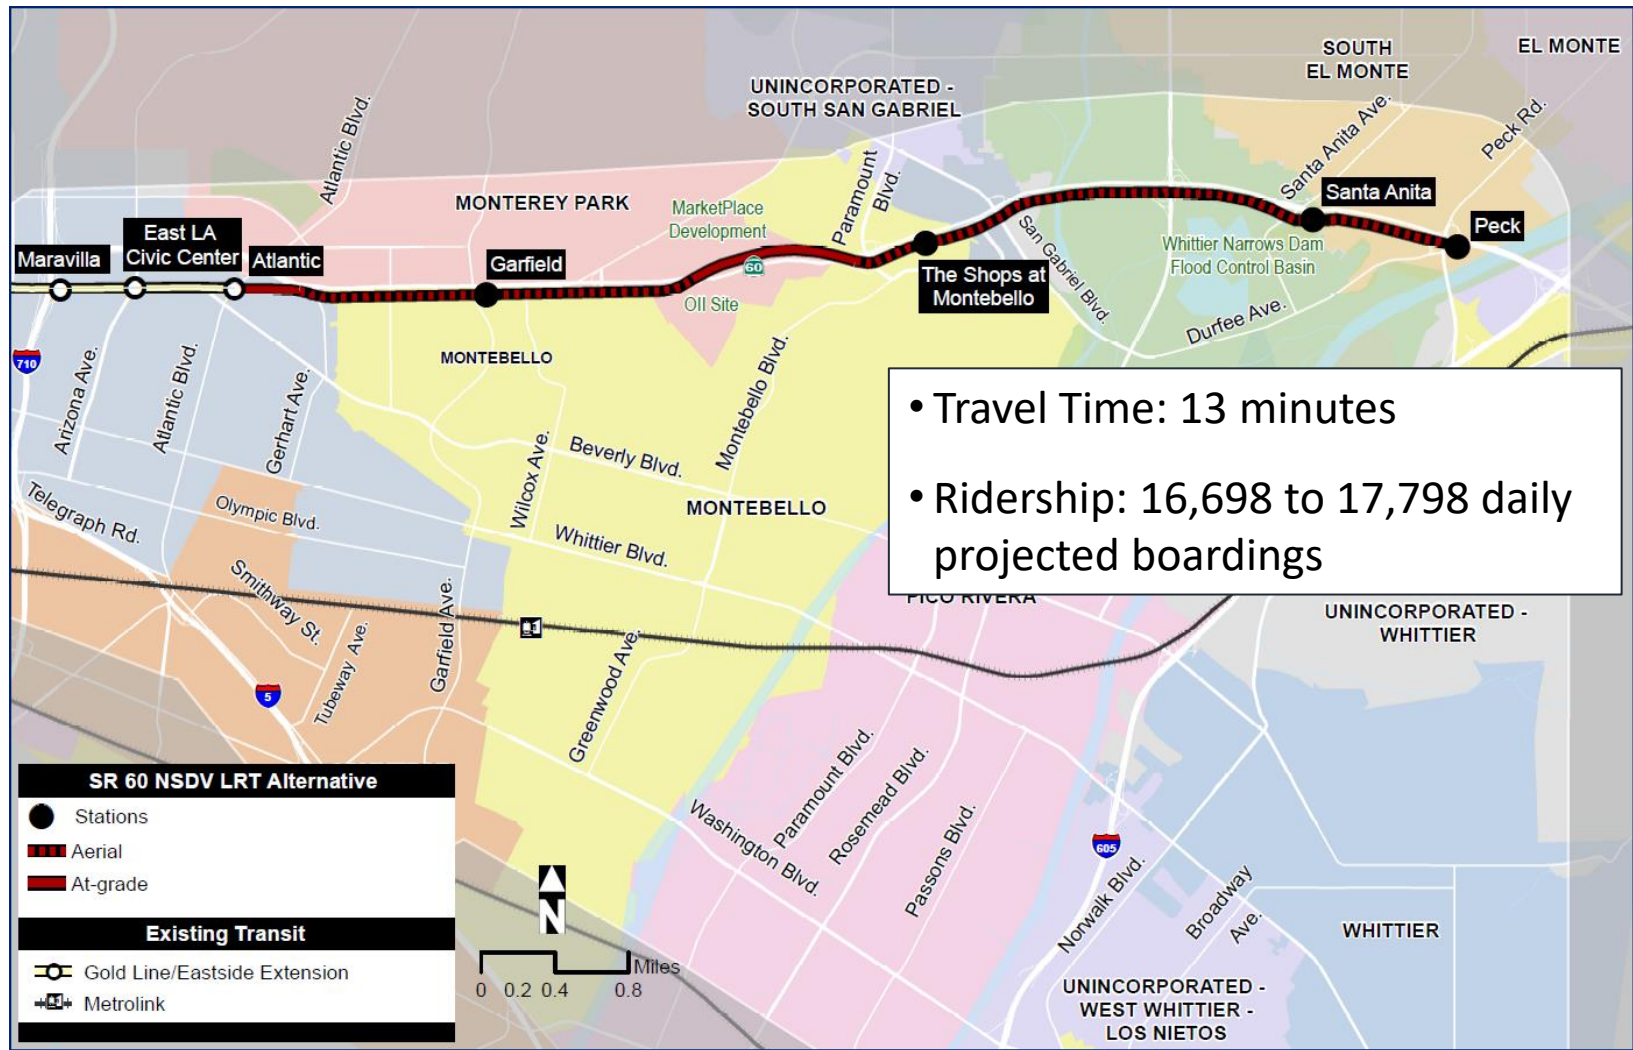 SOUTH
EL MONTE
EL MONTE
UNINCORPORATED -
SOUTH SAN GABRIEL
Atlantic Blvd.
Santa Anita Ave.
Peck Rd.
Paramount
Blvd.
MONTEREY PARK
MarketPlace
Development
Santa Anita
Peck
Maravilla
East LA
Civic Center
Atlantic
Garfield
60
The Shops at
Montebello
San Gabriel Blvd.
Whittier Narrows Dam
Flood Control Basin
OII Site
Durfee Ave.
710
MONTEBELLO
Arizona Ave.
Atlantic Blvd.
Gerhart Ave.
Montebello Blvd.
• Travel Time: 13 minutes
• Ridership: 16,698 to 17,798 daily
projected boardings
Wilcox Ave.
Beverly Blvd.
MONTEBELLO
Telegraph Rd.
Olympic Blvd.
Whittier Blvd.
Smithway St.
Garfield Ave.
PICO RIVERA
UNINCORPORATED -
WHITTIER
Tubeway Ave.
5
Greenwood Ave.
Washington Blvd.
Paramount Blvd.
Rosemead Blvd.
Passons Blvd.
605
Norwalk Blvd.
Broadway
Ave.
WHITTIER
UNINCORPORATED -
WEST WHITTIER -
LOS NIETOS
SR 60 NSDV LRT Alternative
Stations
Aerial
At-grade
Existing Transit
Gold Line/Eastside Extension
Metrolink
N
Miles
0 0.2 0.4 0.8